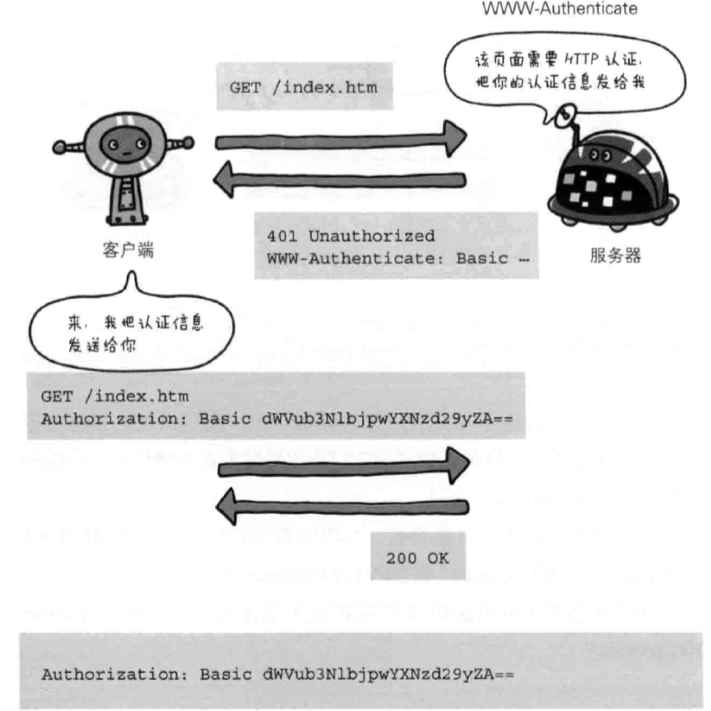 WWW-Authenticate
该页面需要 HTTP 认证,
把你的认证信息发给我
GET /index.htm
401 Unauthorized
WWW-Authenticate: Basic …
客户端
服务器
来, 我把认证信息
发送给你
GET /index.htm
Authorization: Basic dWVub3NlbjpwYXNzd29yZA==
200 OK
Authorization: Basic dWVub3NlbjpwYXNzd29yZA==